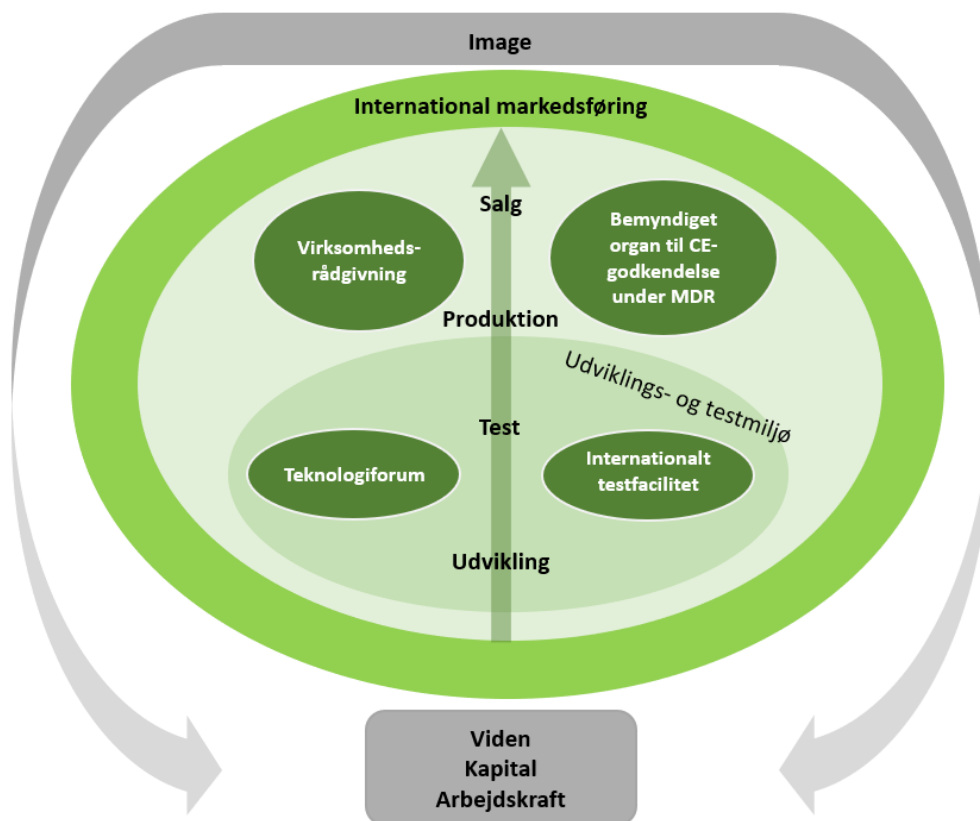 Image
International markedsføring
Salg
Virksomheds-
rådgivning
Bemyndiget
organ til CE-
godkendelse
under MDR
Produktion
Udviklings- og testmiljø
Test
Teknologiforum
Internationalt
testfacilitet
Udvikling
Viden
Kapital
Arbejdskraft